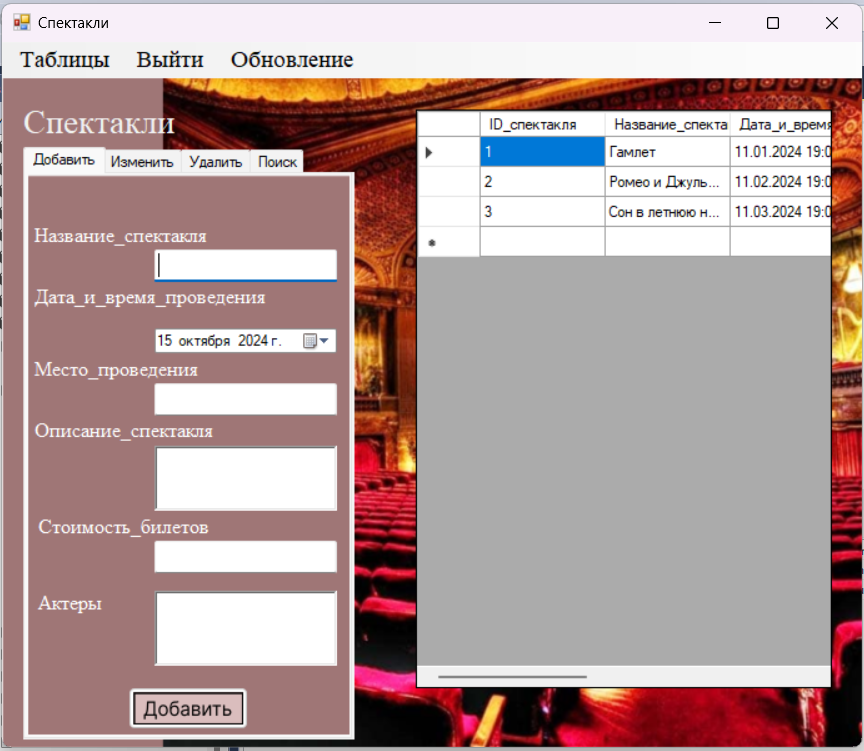 Спектакли
Таблицы Выйти Обновление
Спектакли
Добавить Изменить Удалить Поиск
Название_спектакля
Дата_и_время_проведения
15 октября 2024 г.
Место_проведения
Описание_спектакля
Стоимость_билетов
Актеры
Добавить
ID_спектакля Название_спекта Дата_и_время
1 Гамлет 11.01.2024 19:0
2 Ромео и Джуль... 11.02.2024 19:0
3 Сон в летнюю н... 11.03.2024 19:0